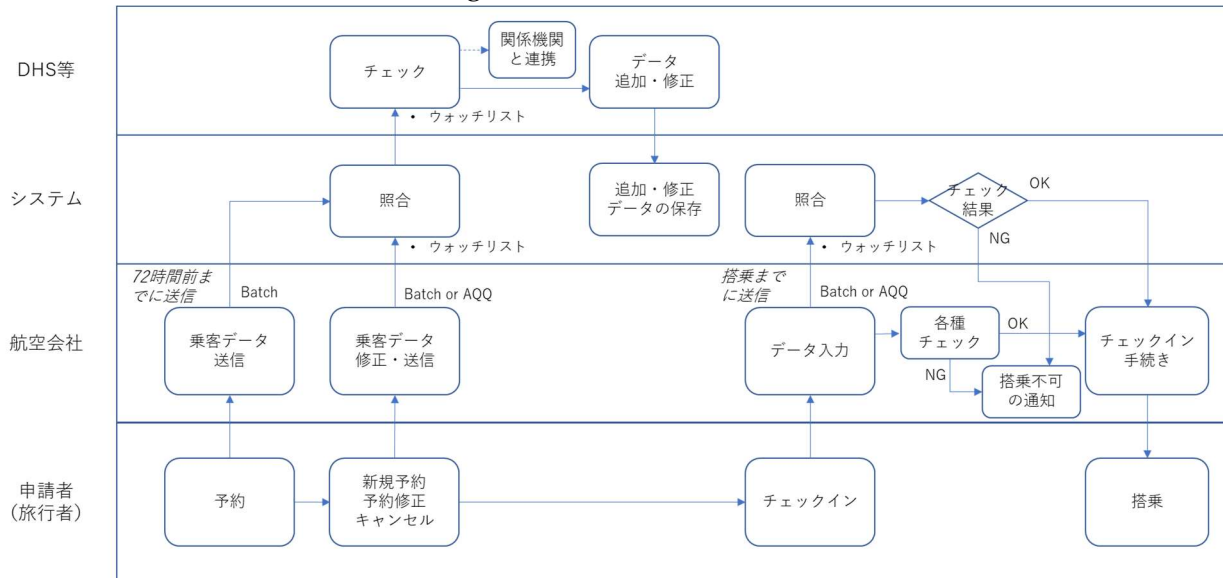 DHS等
チェック
関係機関
と連携
データ
追加・修正
• ウォッチリスト
システム
照合
追加・修正
データの保存
照合
チェック
結果
OK
NG
• ウォッチリスト
• ウォッチリスト
航空会社
72時間前ま
でに送信
Batch
Batch or AQQ
搭乗まで
に送信
Batch or AQQ
乗客データ
送信
乗客データ
修正・送信
データ入力
各種
チェック
OK
NG
搭乗不可
の通知
チェックイン
手続き
申請者
(旅行者)
予約
新規予約
予約修正
キャンセル
チェックイン
搭乗